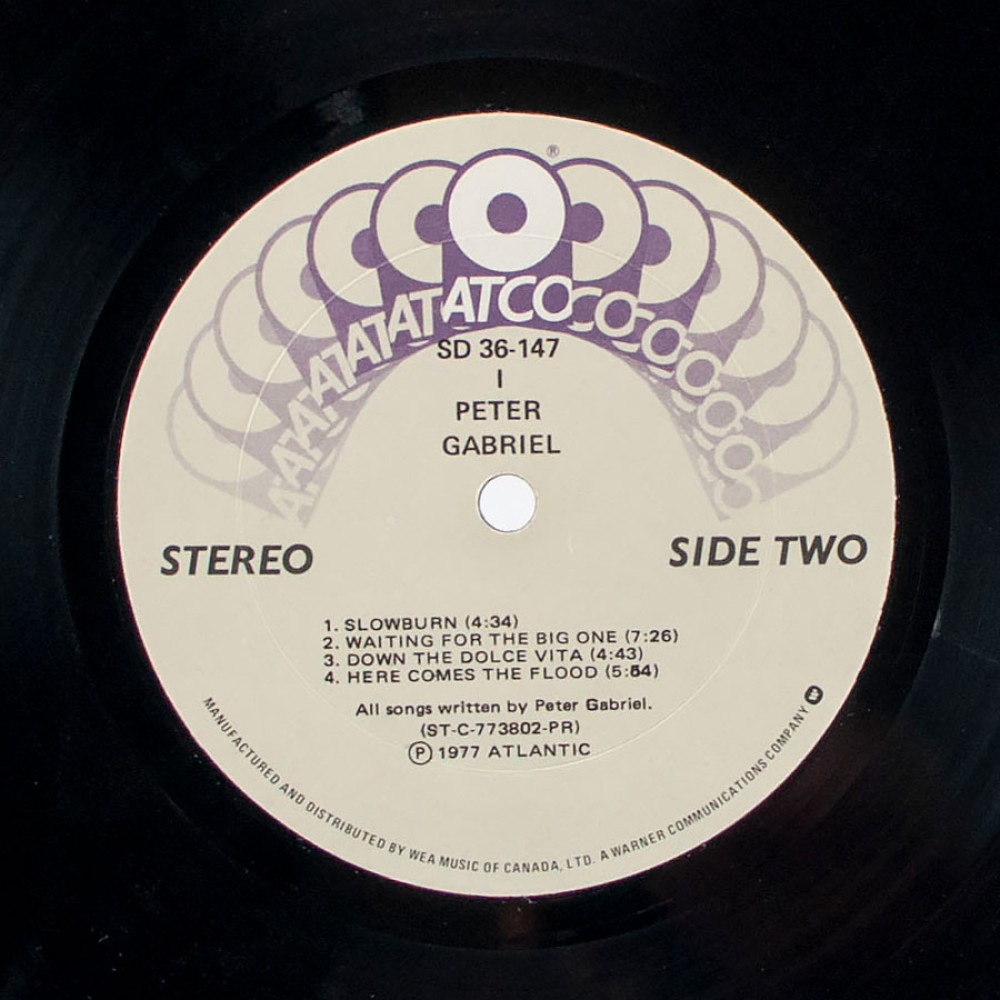 ®
ATCO
SD 36-147
I
PETER
GABRIEL
STEREO
SIDE TWO
1. SLOWBURN (4:34)
2. WAITING FOR THE BIG ONE (7:26)
3. DOWN THE DOLCE VITA (4:43)
4. HERE COMES THE FLOOD (5:54)
All songs written by Peter Gabriel.
(ST-C-773802-PR)
℗ 1977 ATLANTIC
MANUFACTURED AND DISTRIBUTED BY WEA MUSIC OF CANADA, LTD. A WARNER COMMUNICATIONS COMPANY